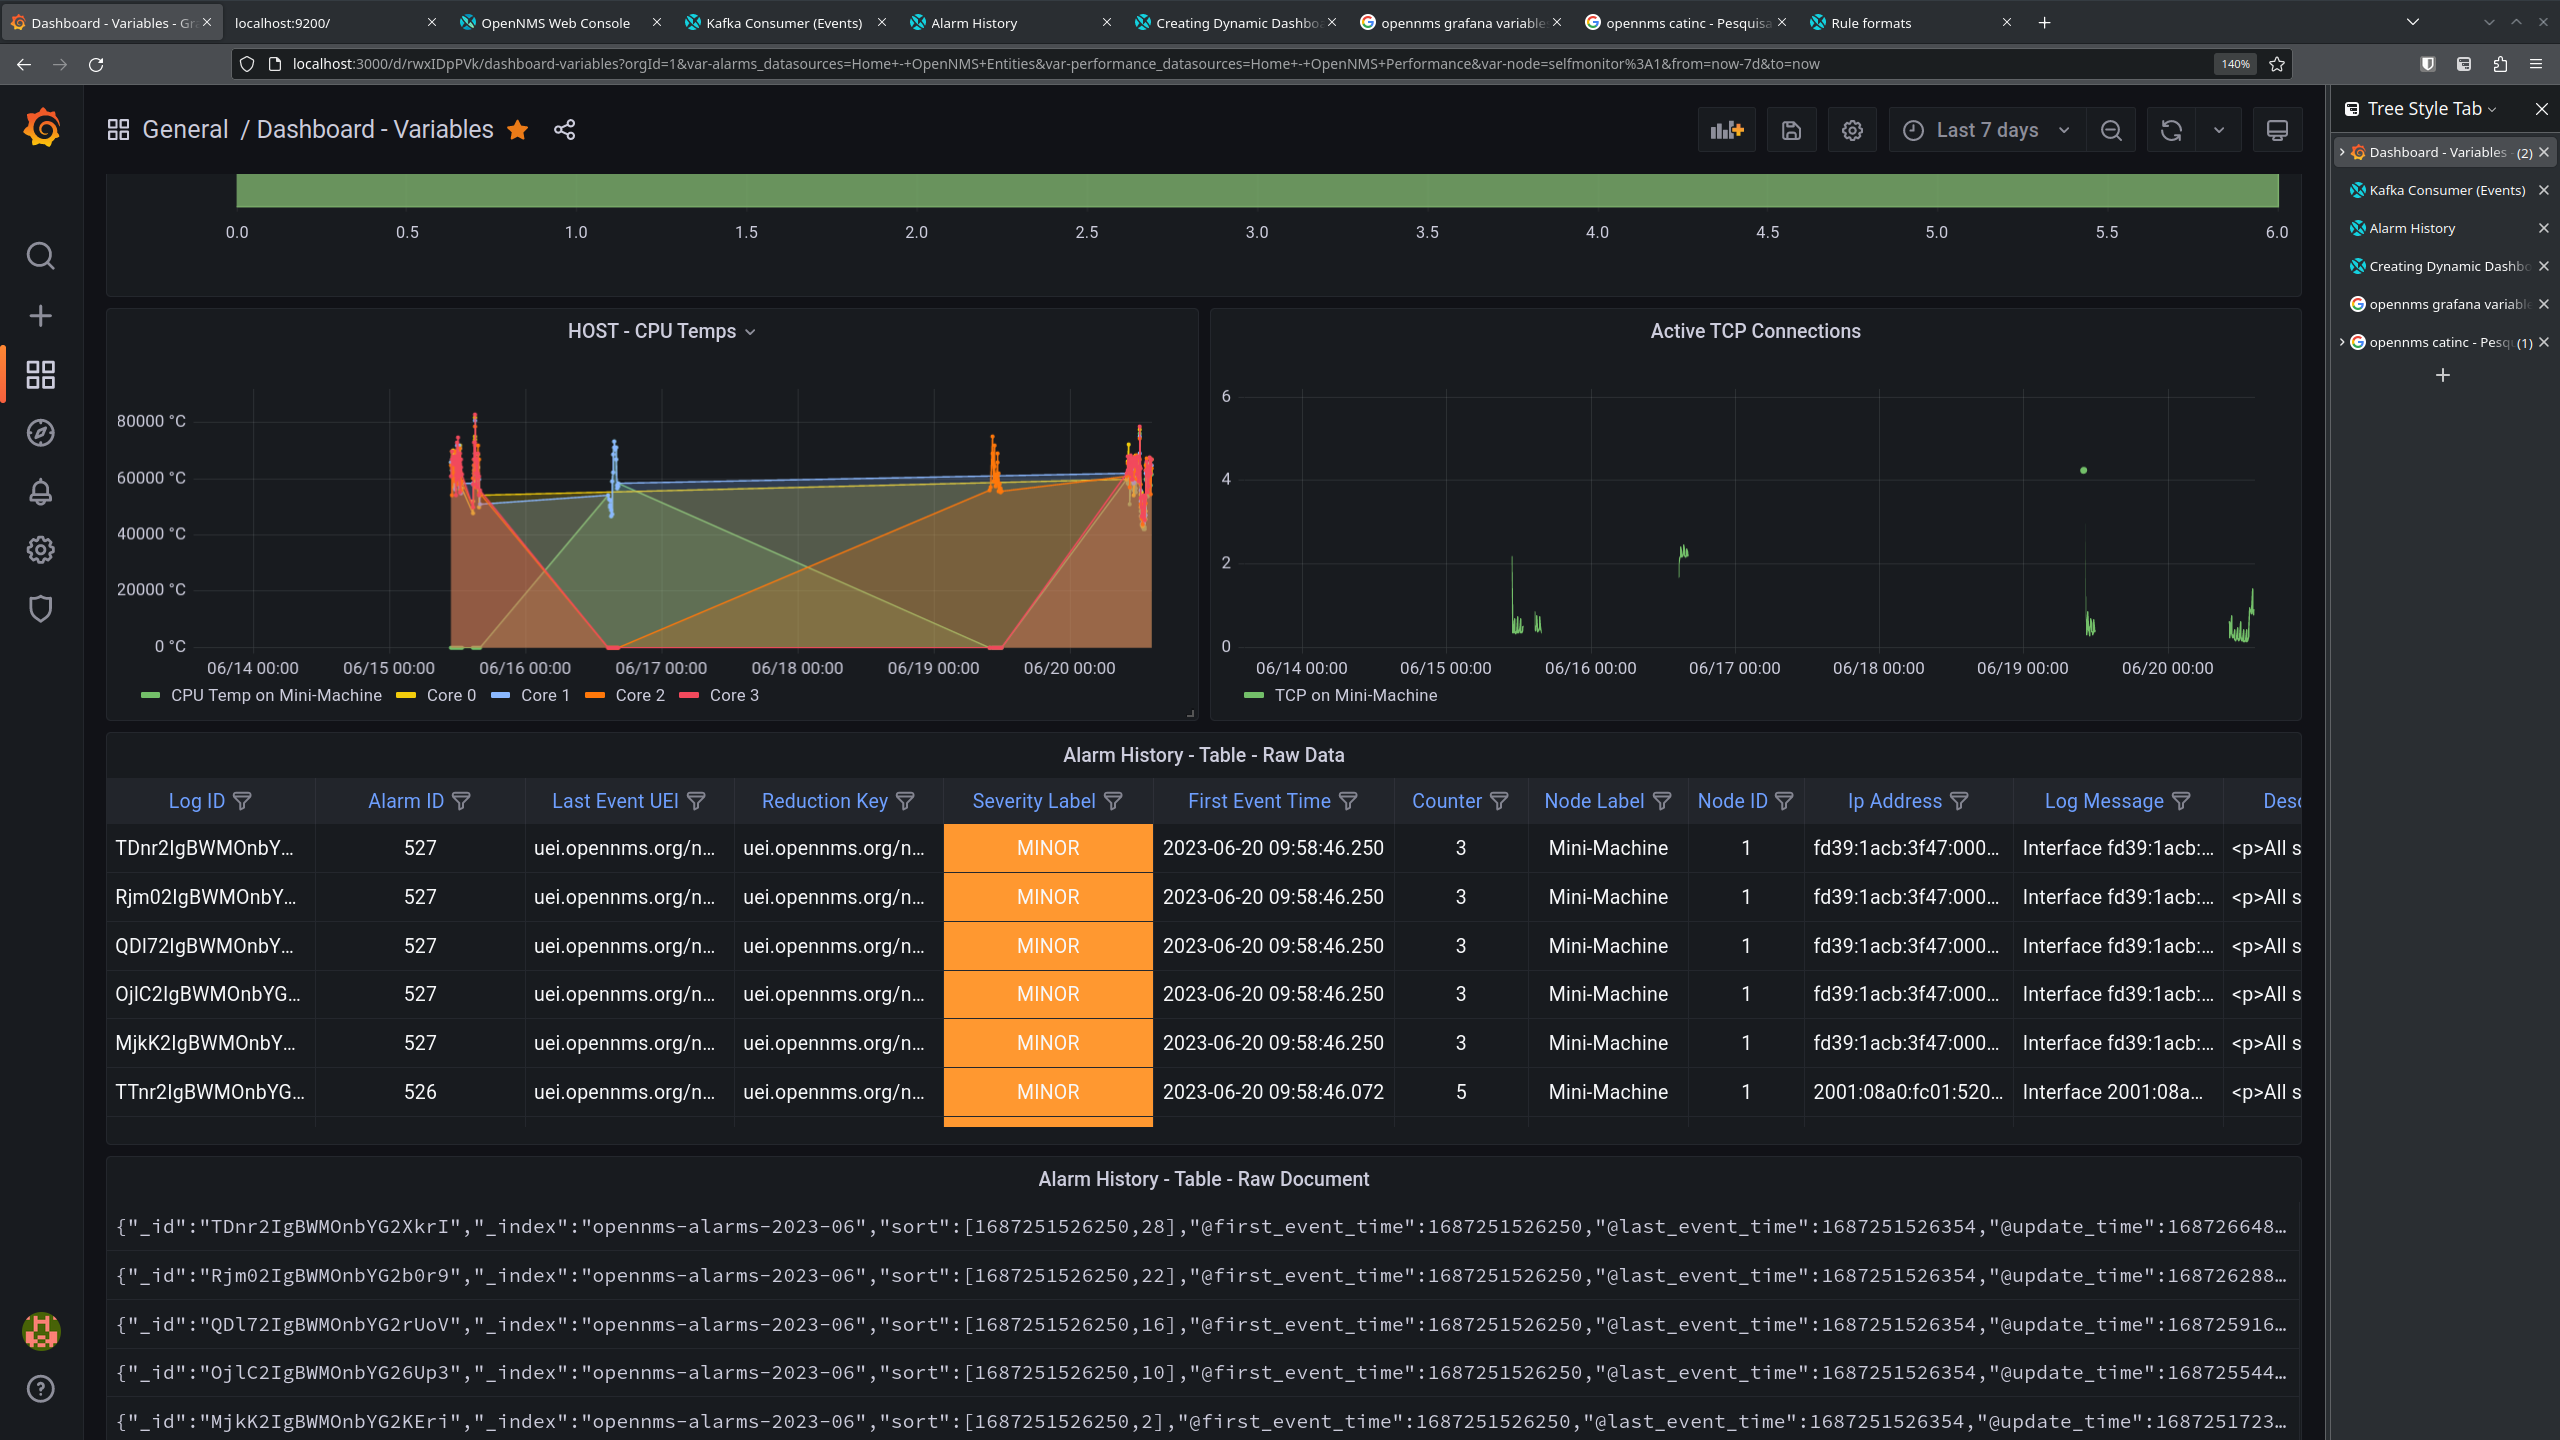 Dashboard - Variables - Gr
localhost:9200/
OpenNMS Web Console
Kafka Consumer (Events)
Alarm History
Creating Dynamic Dashbo
opennms grafana variable
opennms catinc - Pesquisa
Rule formats
localhost:3000/d/rwxIDpPVk/dashboard-variables?orgId=1&var-alarms_datasources=Home+-+OpenNMS+Entities&var-performance_datasources=Home+-+OpenNMS+Performance&var-node=selfmonitor%3A1&from=now-7d&to=now
140%
General / Dashboard - Variables
Last 7 days
Tree Style Tab
Dashboard - Variables - (2)
Kafka Consumer (Events)
Alarm History
Creating Dynamic Dashbo
opennms grafana variabl
opennms catinc - Pesq (1)
0.0 0.5 1.0 1.5 2.0 2.5 3.0 3.5 4.0 4.5 5.0 5.5 6.0
HOST - CPU Temps
80000 °C
60000 °C
40000 °C
20000 °C
0 °C
06/14 00:00 06/15 00:00 06/16 00:00 06/17 00:00 06/18 00:00 06/19 00:00 06/20 00:00
CPU Temp on Mini-Machine Core 0 Core 1 Core 2 Core 3
Active TCP Connections
6
4
2
0
06/14 00:00 06/15 00:00 06/16 00:00 06/17 00:00 06/18 00:00 06/19 00:00 06/20 00:00
TCP on Mini-Machine
Alarm History - Table - Raw Data
Log ID Alarm ID Last Event UEI Reduction Key Severity Label First Event Time Counter Node Label Node ID Ip Address Log Message Desc
TDnr2IgBWMOnbY... 527 uei.opennms.org/n... uei.opennms.org/n... MINOR 2023-06-20 09:58:46.250 3 Mini-Machine 1 fd39:1acb:3f47:000... Interface fd39:1acb:... <p>All s
Rjm02IgBWMOnbY... 527 uei.opennms.org/n... uei.opennms.org/n... MINOR 2023-06-20 09:58:46.250 3 Mini-Machine 1 fd39:1acb:3f47:000... Interface fd39:1acb:... <p>All s
QDl72IgBWMOnbY... 527 uei.opennms.org/n... uei.opennms.org/n... MINOR 2023-06-20 09:58:46.250 3 Mini-Machine 1 fd39:1acb:3f47:000... Interface fd39:1acb:... <p>All s
OjlC2IgBWMOnbYG... 527 uei.opennms.org/n... uei.opennms.org/n... MINOR 2023-06-20 09:58:46.250 3 Mini-Machine 1 fd39:1acb:3f47:000... Interface fd39:1acb:... <p>All s
MjkK2IgBWMOnbY... 527 uei.opennms.org/n... uei.opennms.org/n... MINOR 2023-06-20 09:58:46.250 3 Mini-Machine 1 fd39:1acb:3f47:000... Interface fd39:1acb:... <p>All s
TTnr2IgBWMOnbYG... 526 uei.opennms.org/n... uei.opennms.org/n... MINOR 2023-06-20 09:58:46.072 5 Mini-Machine 1 2001:08a0:fc01:520... Interface 2001:08a... <p>All s
Alarm History - Table - Raw Document
{"_id":"TDnr2IgBWMOnbYG2XkrI","_index":"opennms-alarms-2023-06","sort":[1687251526250,28],"@first_event_time":1687251526250,"@last_event_time":1687251526354,"@update_time":168726648...
{"_id":"Rjm02IgBWMOnbYG2b0r9","_index":"opennms-alarms-2023-06","sort":[1687251526250,22],"@first_event_time":1687251526250,"@last_event_time":1687251526354,"@update_time":168726288...
{"_id":"QDl72IgBWMOnbYG2rUoV","_index":"opennms-alarms-2023-06","sort":[1687251526250,16],"@first_event_time":1687251526250,"@last_event_time":1687251526354,"@update_time":168725916...
{"_id":"OjlC2IgBWMOnbYG26Up3","_index":"opennms-alarms-2023-06","sort":[1687251526250,10],"@first_event_time":1687251526250,"@last_event_time":1687251526354,"@update_time":168725544...
{"_id":"MjkK2IgBWMOnbYG2KEri","_index":"opennms-alarms-2023-06","sort":[1687251526250,2],"@first_event_time":1687251526250,"@last_event_time":1687251526354,"@update_time":1687251723...